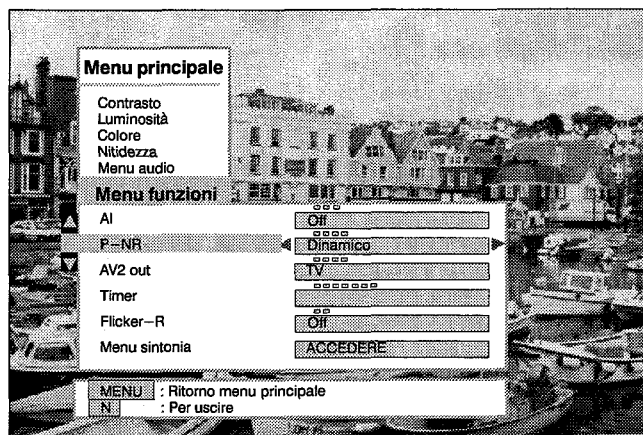 Menu principale
Contrasto
Luminosità
Colore
Nitidezza
Menu audio
Menu funzioni
AI Off
P–NR Dinamico
AV2 out TV
Timer
Flicker–R Off
Menu sintonia ACCEDERE
MENU : Ritorno menu principale
N : Per uscire